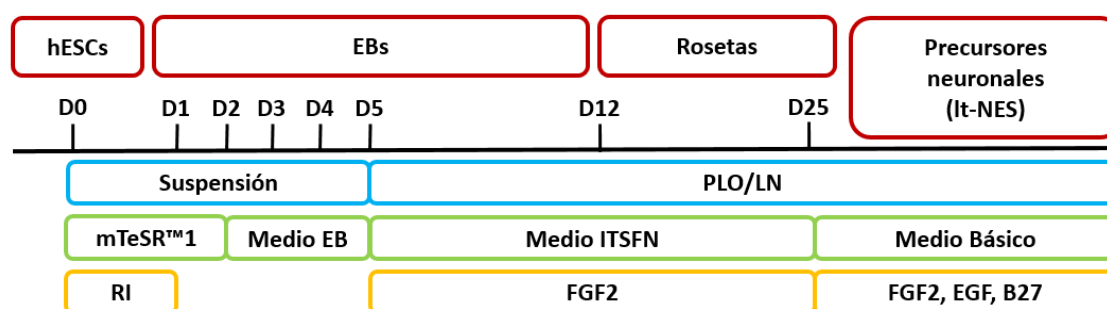 hESCs
EBs
Rosetas
Precursores
neuronales
(lt-NES)
D0
D1
D2
D3
D4
D5
D12
D25
Suspensión
PLO/LN
mTeSR™1
Medio EB
Medio ITSFN
Medio Básico
RI
FGF2
FGF2, EGF, B27